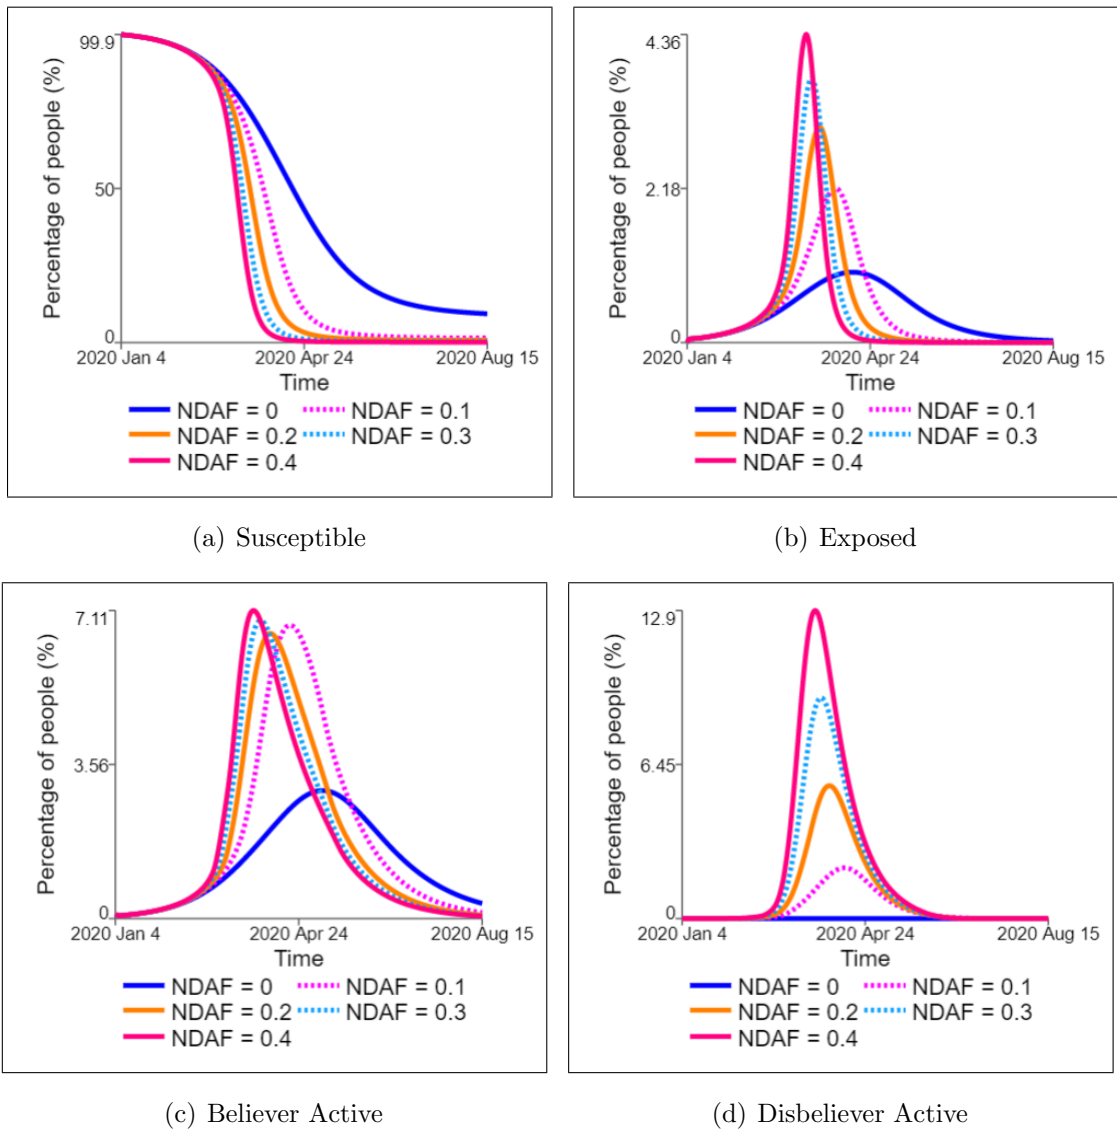 Percentage of people (%)
99.9
50
0
2020 Jan 4
2020 Apr 24
2020 Aug 15
Time
NDAF = 0
NDAF = 0.1
NDAF = 0.2
NDAF = 0.3
NDAF = 0.4
(a) Susceptible
Percentage of people (%)
4.36
2.18
0
2020 Jan 4
2020 Apr 24
2020 Aug 15
Time
NDAF = 0
NDAF = 0.1
NDAF = 0.2
NDAF = 0.3
NDAF = 0.4
(b) Exposed
Percentage of people (%)
7.11
3.56
0
2020 Jan 4
2020 Apr 24
2020 Aug 15
Time
NDAF = 0
NDAF = 0.1
NDAF = 0.2
NDAF = 0.3
NDAF = 0.4
(c) Believer Active
Percentage of people (%)
12.9
6.45
0
2020 Jan 4
2020 Apr 24
2020 Aug 15
Time
NDAF = 0
NDAF = 0.1
NDAF = 0.2
NDAF = 0.3
NDAF = 0.4
(d) Disbeliever Active